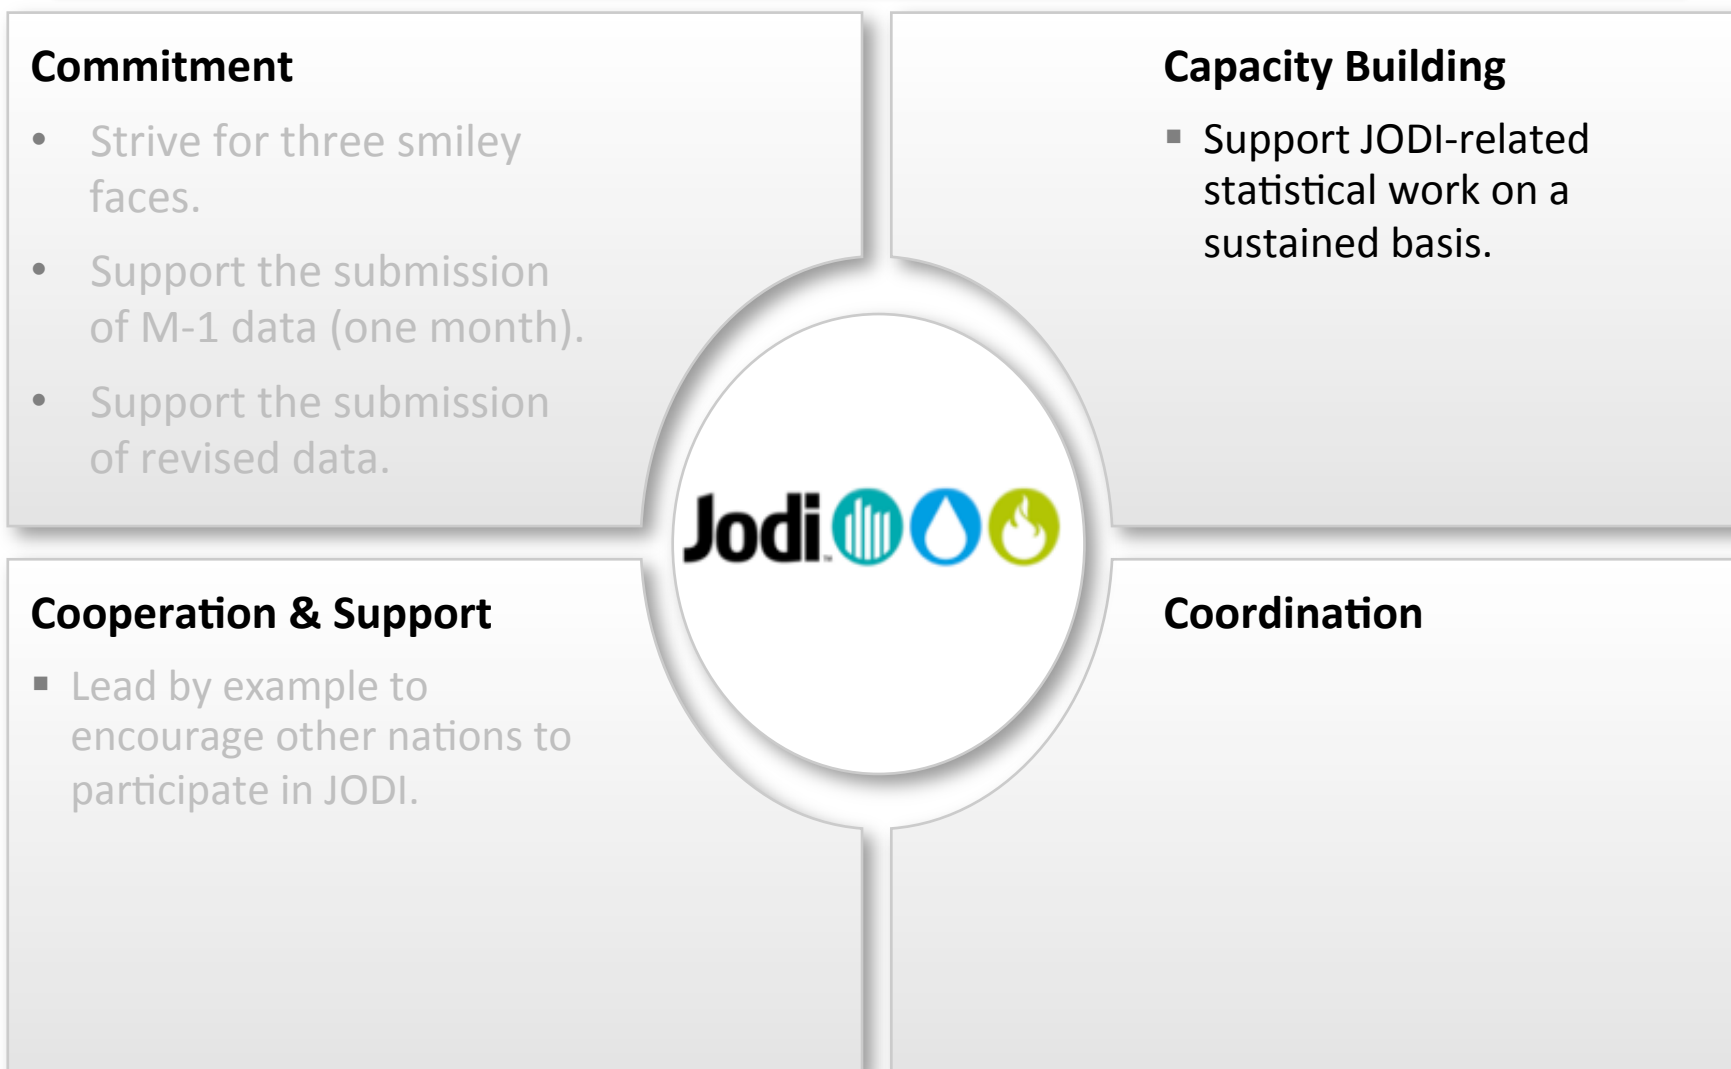 Commitment
• Strive for three smiley
faces.
• Support the submission
of M-1 data (one month).
• Support the submission
of revised data.
Capacity Building
▪ Support JODI-related
statistical work on a
sustained basis.
Jodi™
Cooperation & Support
▪ Lead by example to
encourage other nations to
participate in JODI.
Coordination